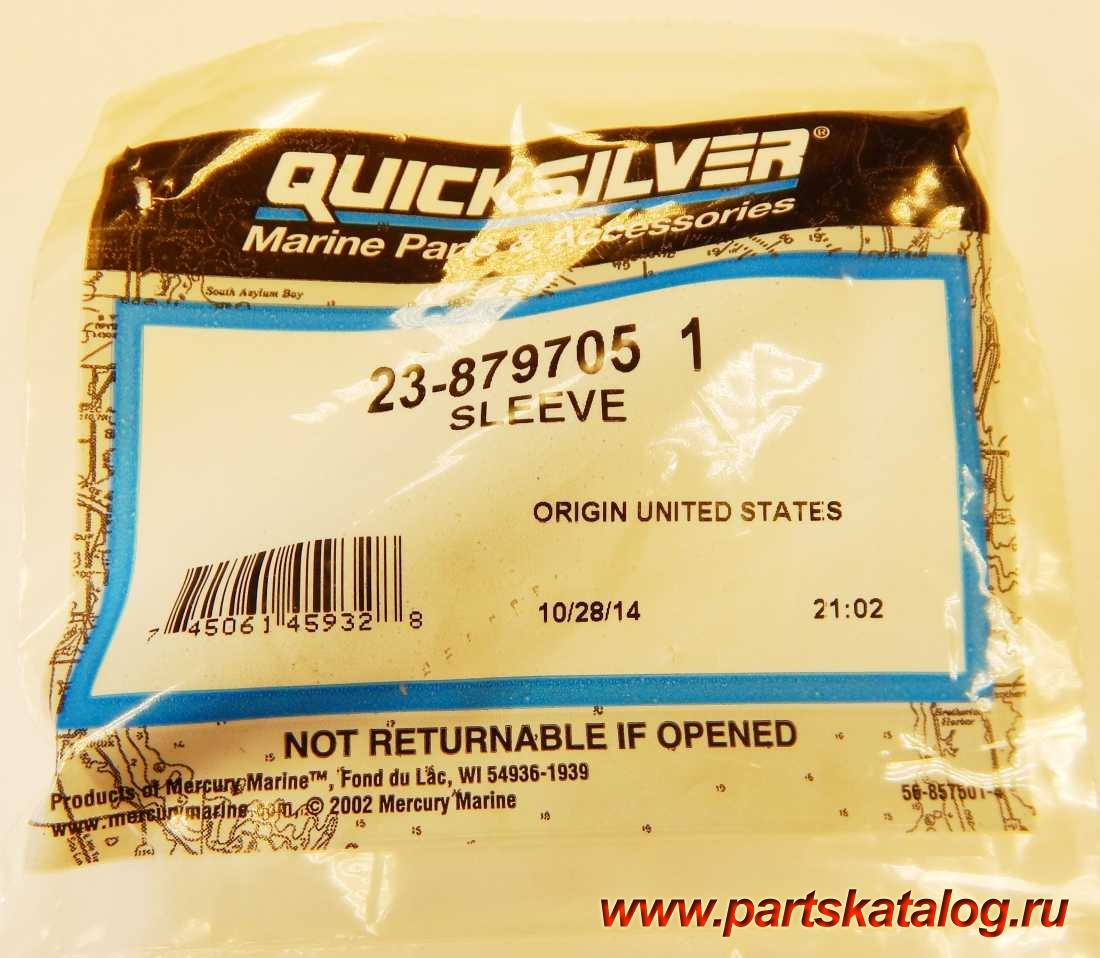 QUICKSILVER®
Marine Parts & Accessories
South Asylum Bay
23-879705 1
SLEEVE
ORIGIN UNITED STATES
7 45061 45932 8
10/28/14 21:02
NOT RETURNABLE IF OPENED
Products of Mercury Marine™, Fond du Lac, WI 54936-1939
www.mercurymarine.com, © 2002 Mercury Marine
www.partskatalog.ru